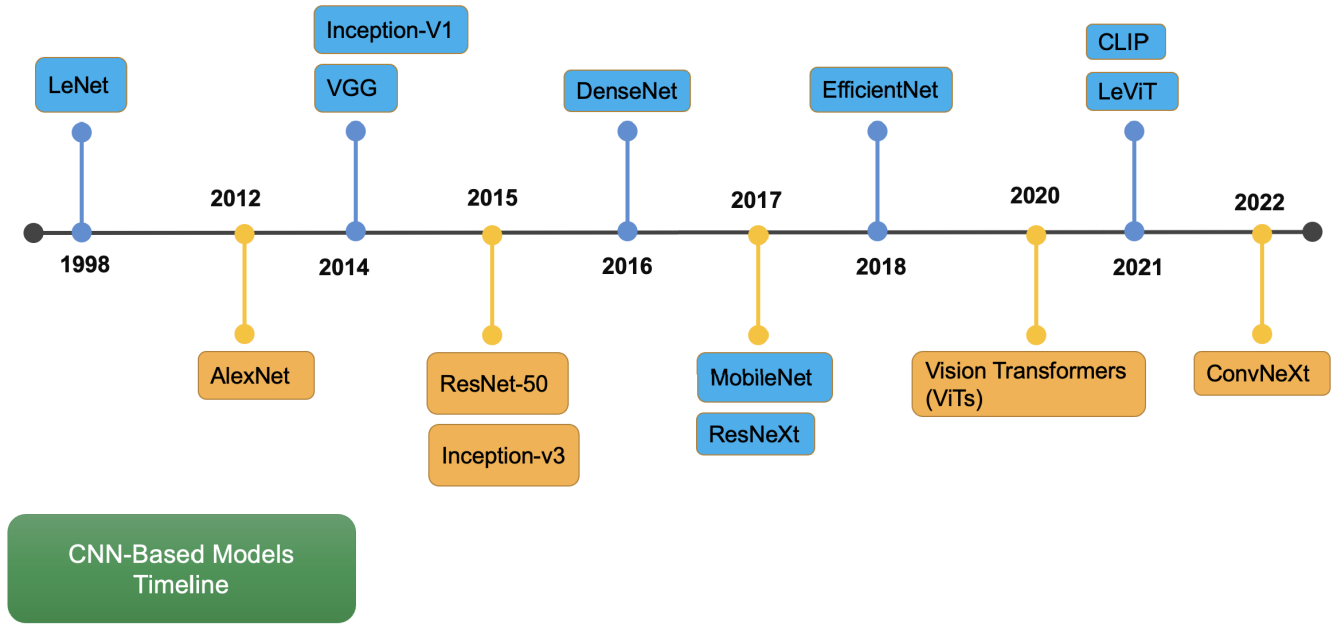 Inception-V1
CLIP
LeNet
VGG
DenseNet
EfficientNet
LeViT
2012
2015
2017
2020
2022
1998
2014
2016
2018
2021
AlexNet
ResNet-50
Inception-v3
MobileNet
ResNeXt
Vision Transformers
(ViTs)
ConvNeXt
CNN-Based Models
Timeline